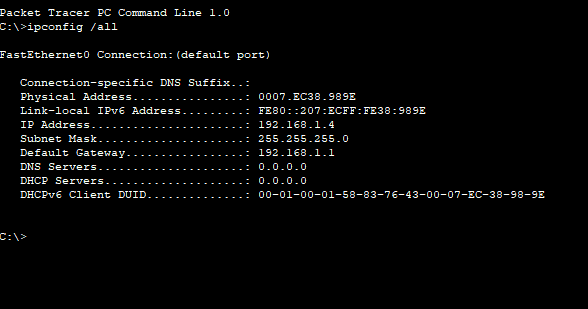 Packet Tracer PC Command Line 1.0
C:\>ipconfig /all
FastEthernet0 Connection:(default port)
Connection-specific DNS Suffix..:
Physical Address................: 0007.EC38.989E
Link-local IPv6 Address.........: FE80::207:ECFF:FE38:989E
IP Address......................: 192.168.1.4
Subnet Mask.....................: 255.255.255.0
Default Gateway.................: 192.168.1.1
DNS Servers.....................: 0.0.0.0
DHCP Servers....................: 0.0.0.0
DHCPv6 Client DUID..............: 00-01-00-01-58-83-76-43-00-07-EC-38-98-9E
C:\>